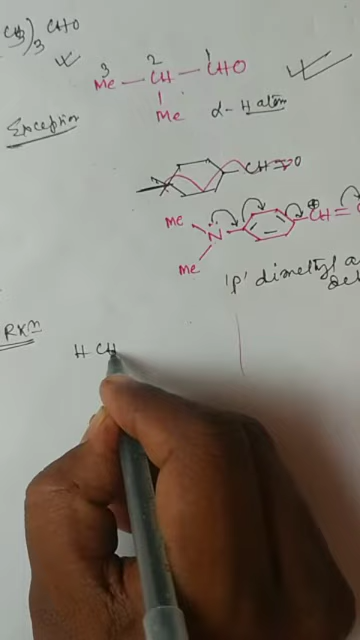 CH3)3 CHO
3 2 1
Me — CH — CHO
Me α-H atom
Exception
CH=O
Me
N CH=
Me
'p' dimethyl
RXN
H CH